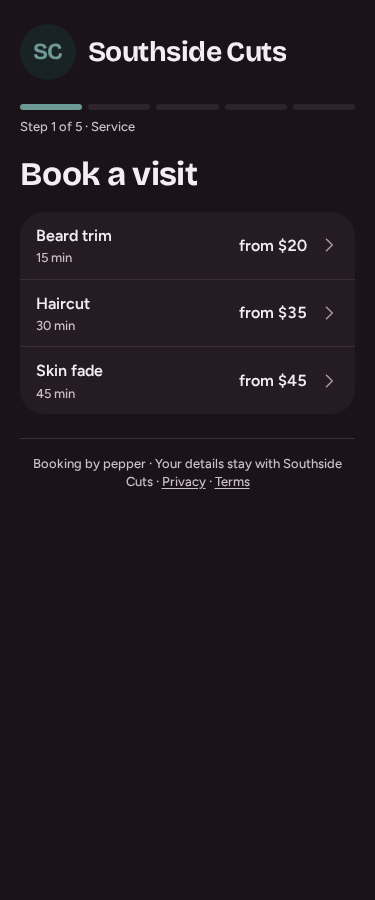 SC
Southside Cuts
Step 1 of 5 · Service
Book a visit
Beard trim
from $20
15 min
Haircut
from $35
30 min
Skin fade
from $45
45 min
Booking by pepper · Your details stay with Southside
Cuts · Privacy · Terms